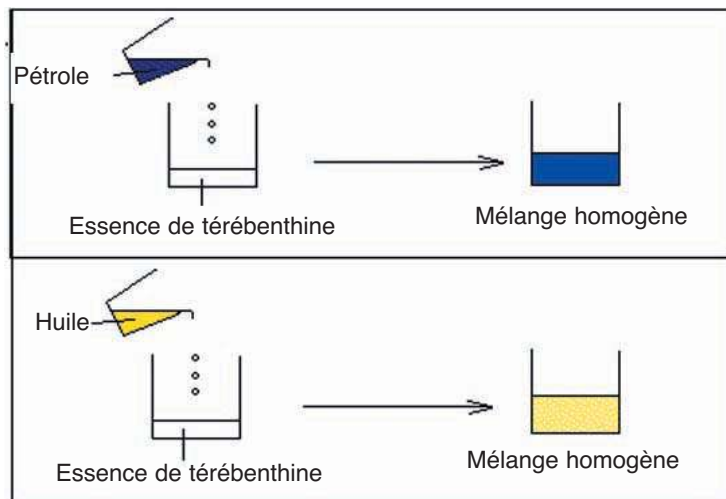 Pétrole
Essence de térébenthine
Mélange homogène
Huile
Essence de térébenthine
Mélange homogène